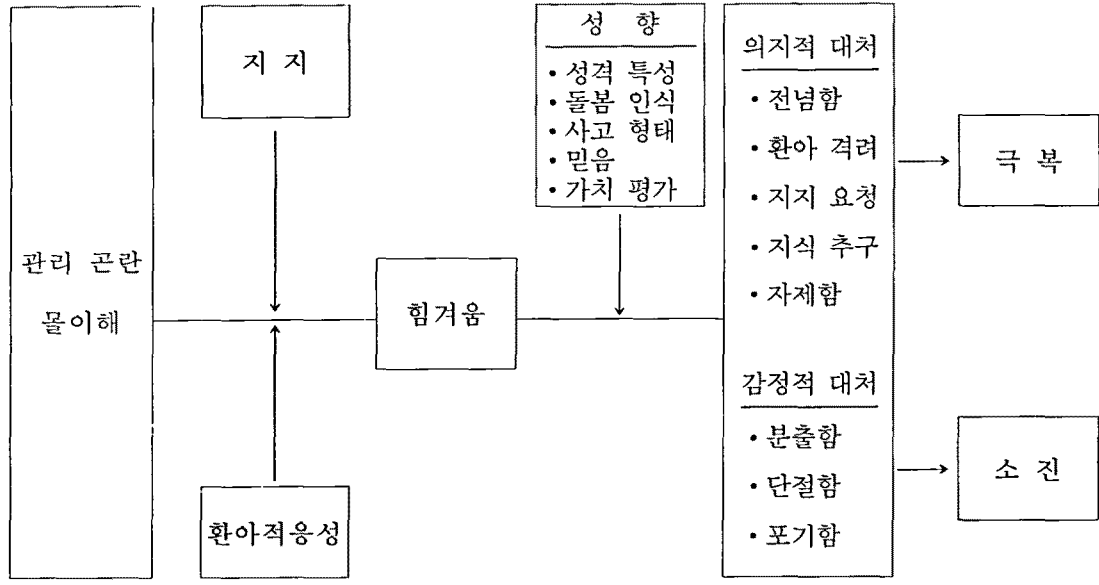 관리 곤란
몰이해
지 지
환아적응성
힘겨움
성 향
• 성격 특성
• 돌봄 인식
• 사고 형태
• 믿음
• 가치 평가
의지적 대처
• 전념함
• 환아 격려
• 지지 요청
• 지식 추구
• 자제함
감정적 대처
• 분출함
• 단절함
• 포기함
극 복
소 진